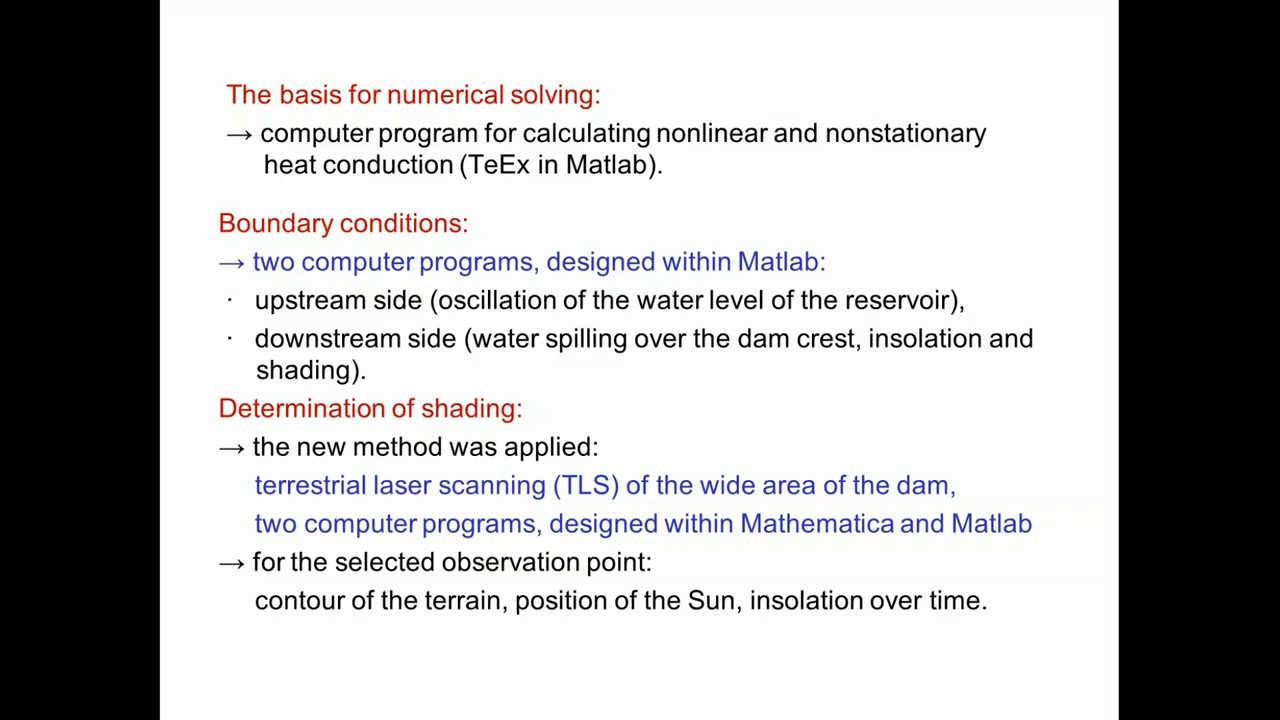 The basis for numerical solving:
→ computer program for calculating nonlinear and nonstationary
heat conduction (TeEx in Matlab).
Boundary conditions:
→ two computer programs, designed within Matlab:
· upstream side (oscillation of the water level of the reservoir),
· downstream side (water spilling over the dam crest, insolation and
shading).
Determination of shading:
→ the new method was applied:
terrestrial laser scanning (TLS) of the wide area of the dam,
two computer programs, designed within Mathematica and Matlab
→ for the selected observation point:
contour of the terrain, position of the Sun, insolation over time.